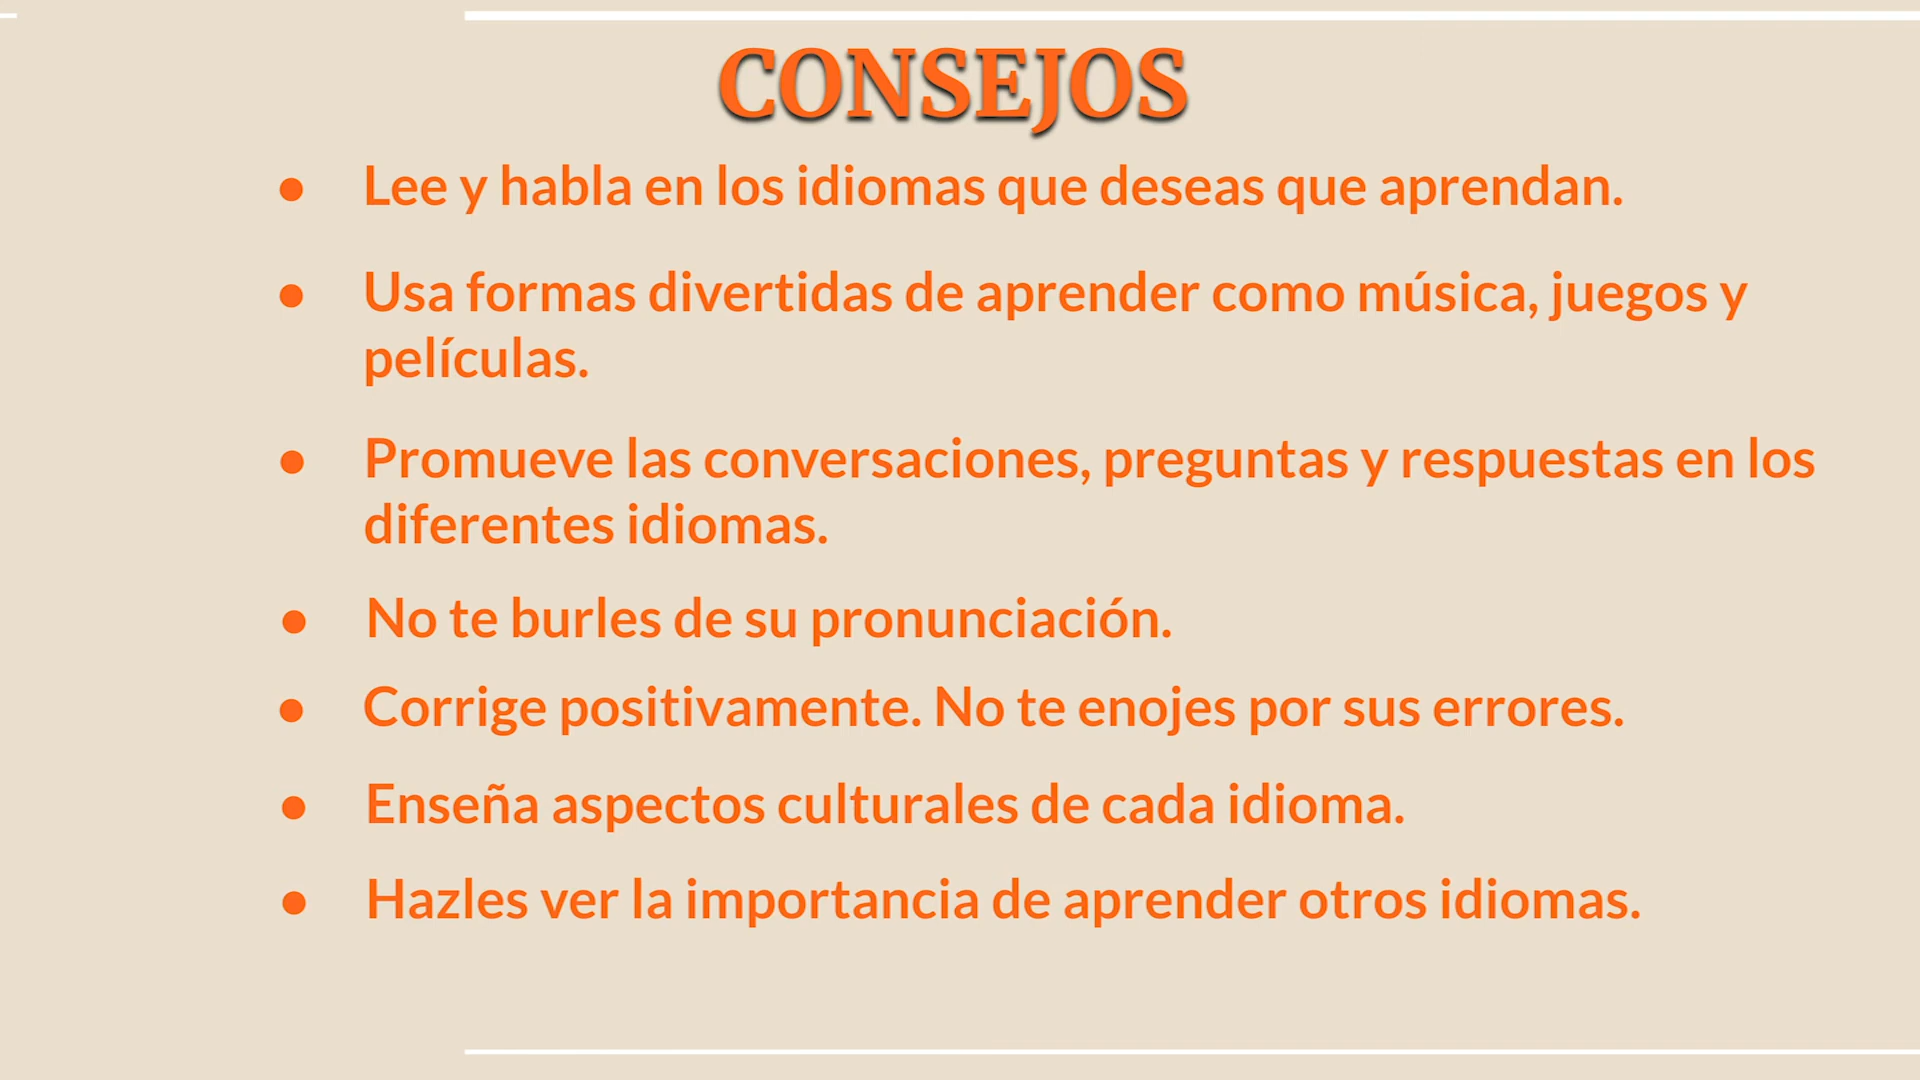 CONSEJOS
● Lee y habla en los idiomas que deseas que aprendan.
● Usa formas divertidas de aprender como música, juegos y
películas.
● Promueve las conversaciones, preguntas y respuestas en los
diferentes idiomas.
● No te burles de su pronunciación.
● Corrige positivamente. No te enojes por sus errores.
● Enseña aspectos culturales de cada idioma.
● Hazles ver la importancia de aprender otros idiomas.